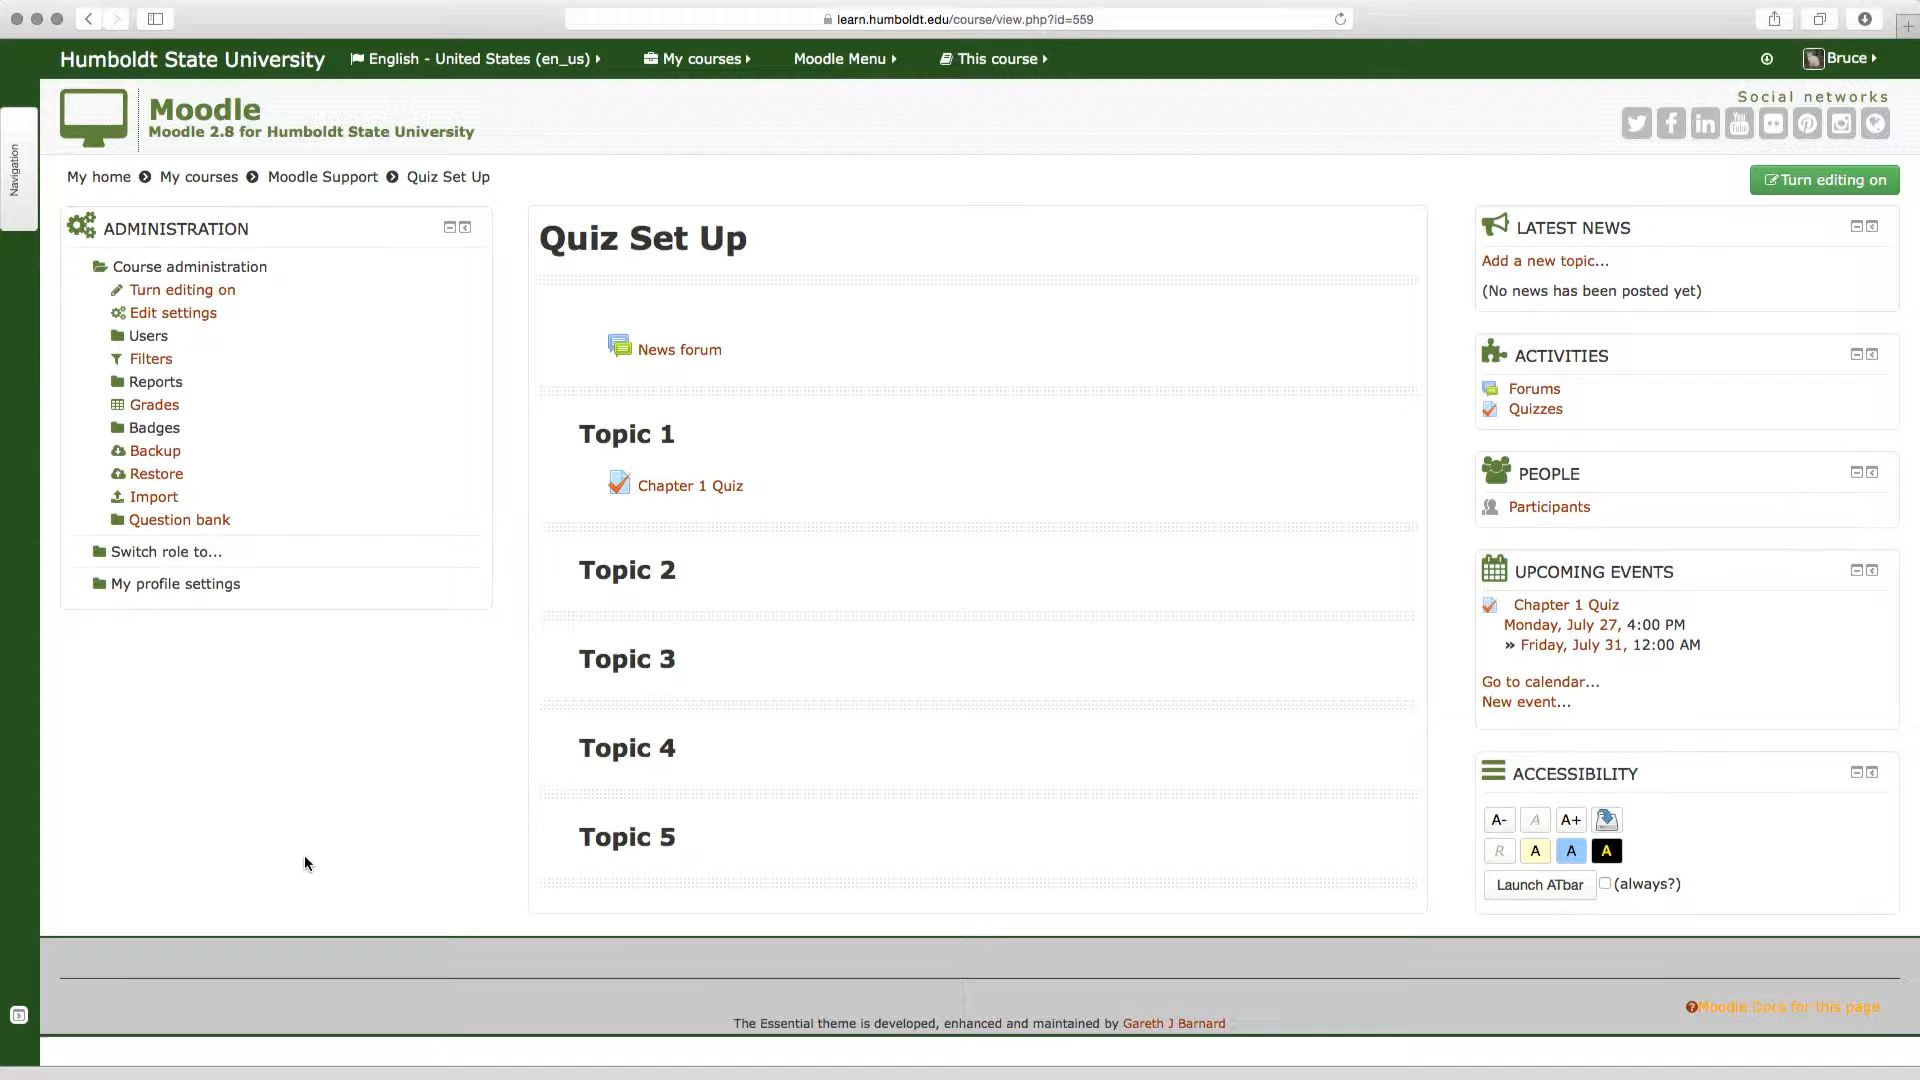 learn.humboldt.edu/course/view.php?id=559
Humboldt State University
English - United States (en_us)
My courses
Moodle Menu
This course
Bruce
Moodle
Moodle 2.8 for Humboldt State University
Social networks
You Tube
Navigation
My home
My courses
Moodle Support
Quiz Set Up
Turn editing on
ADMINISTRATION
Course administration
Turn editing on
Edit settings
Users
Filters
Reports
Grades
Badges
Backup
Restore
Import
Question bank
Switch role to...
My profile settings
Quiz Set Up
News forum
Topic 1
Chapter 1 Quiz
Topic 2
Topic 3
Topic 4
Topic 5
LATEST NEWS
Add a new topic...
(No news has been posted yet)
ACTIVITIES
Forums
Quizzes
PEOPLE
Participants
UPCOMING EVENTS
Chapter 1 Quiz
Monday, July 27, 4:00 PM
» Friday, July 31, 12:00 AM
Go to calendar...
New event...
ACCESSIBILITY
A- A A+
R A A A
Launch ATbar (always?)
Moodle Docs for this page
The Essential theme is developed, enhanced and maintained by Gareth J Barnard